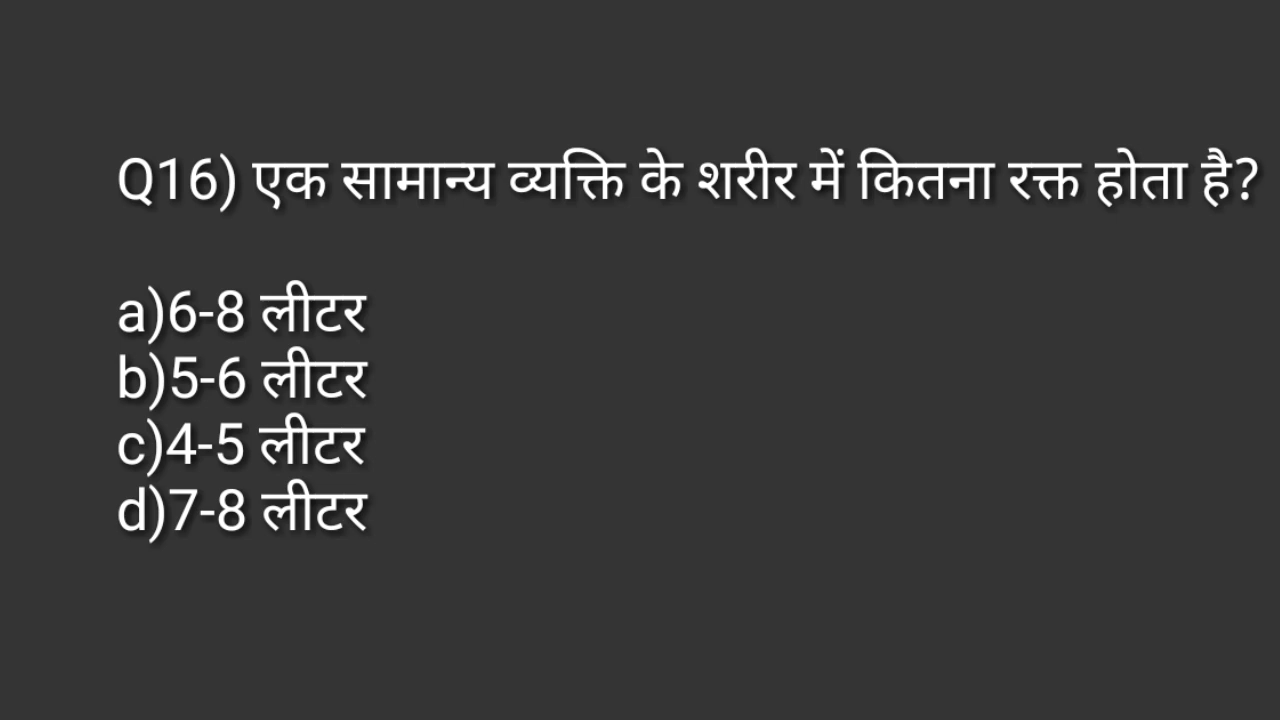 Q16) एक सामान्य व्यक्ति के शरीर में कितना रक्त होता है?
a)6-8 लीटर
b)5-6 लीटर
c)4-5 लीटर
d)7-8 लीटर